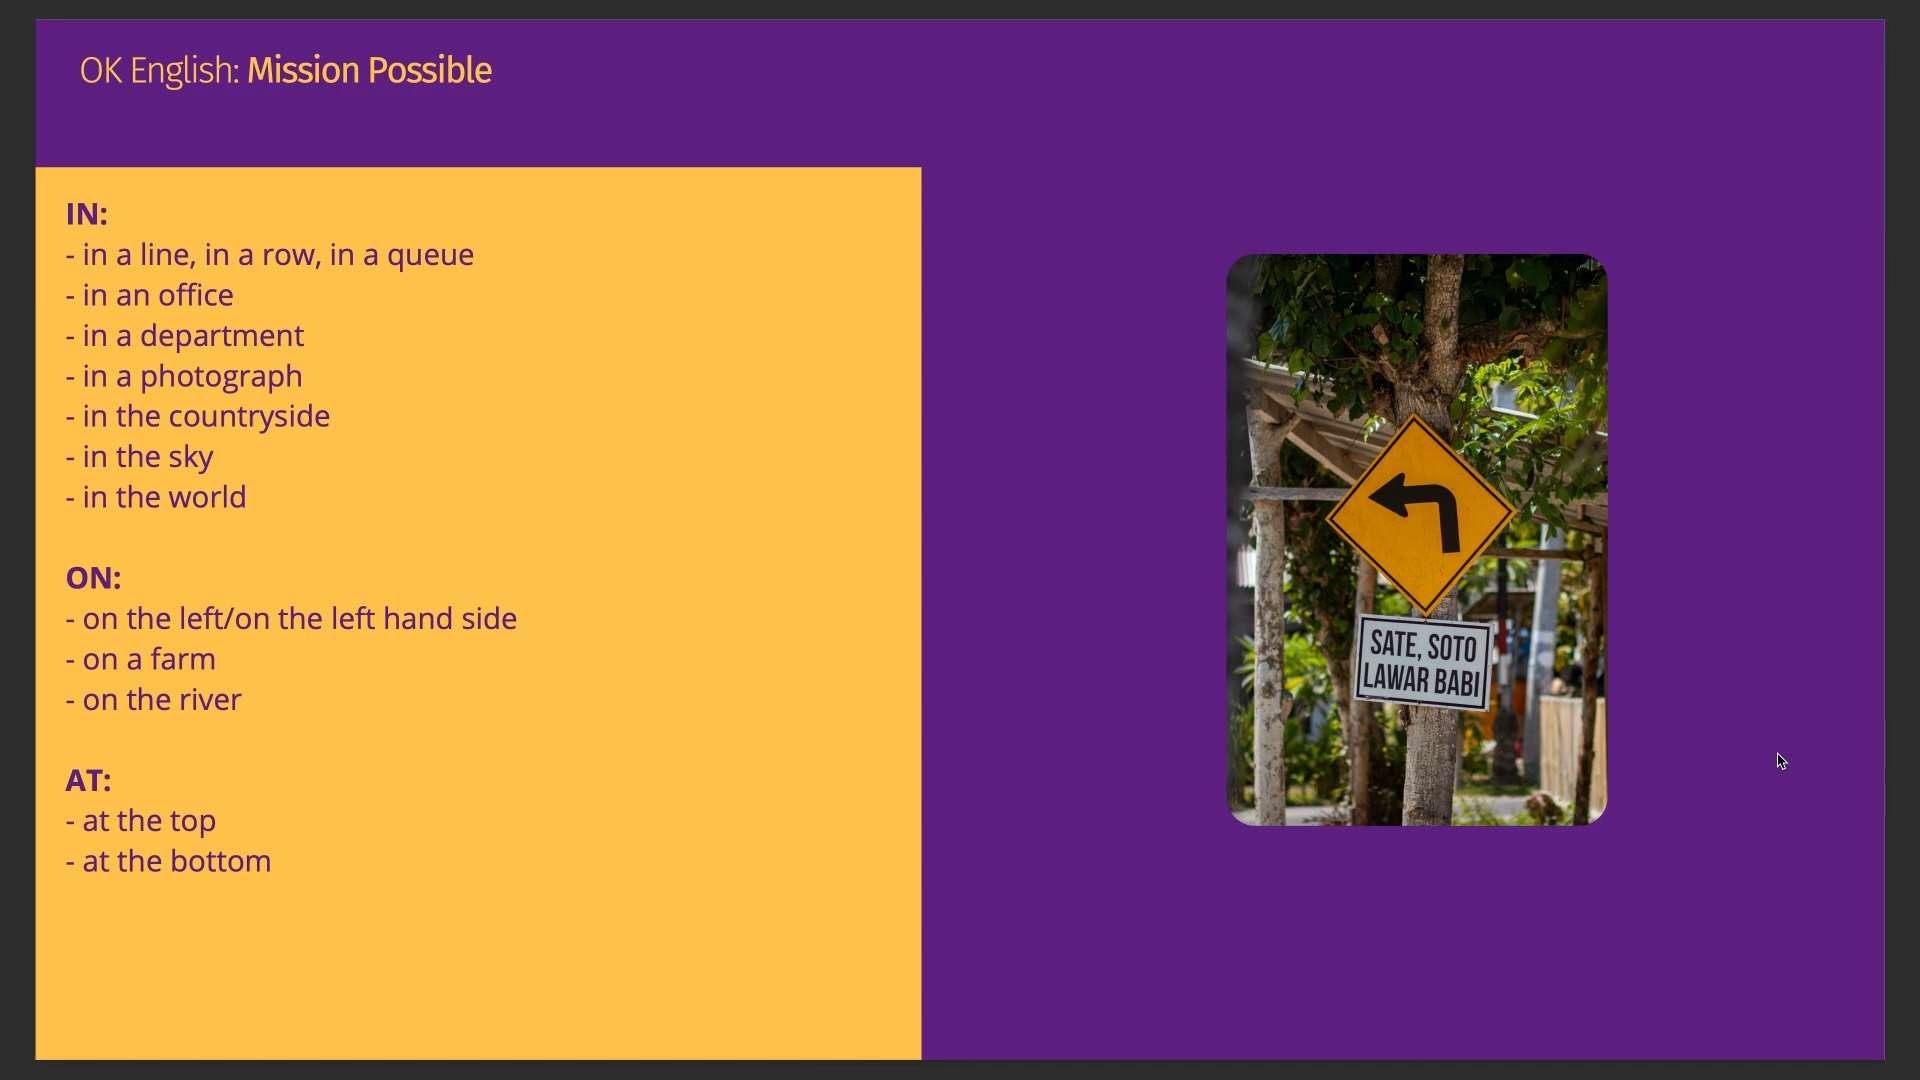 OK English: Mission Possible
IN:
- in a line, in a row, in a queue
- in an office
- in a department
- in a photograph
- in the countryside
- in the sky
- in the world
ON:
- on the left/on the left hand side
- on a farm
- on the river
AT:
- at the top
- at the bottom
SATE, SOTO
LAWAR BABI